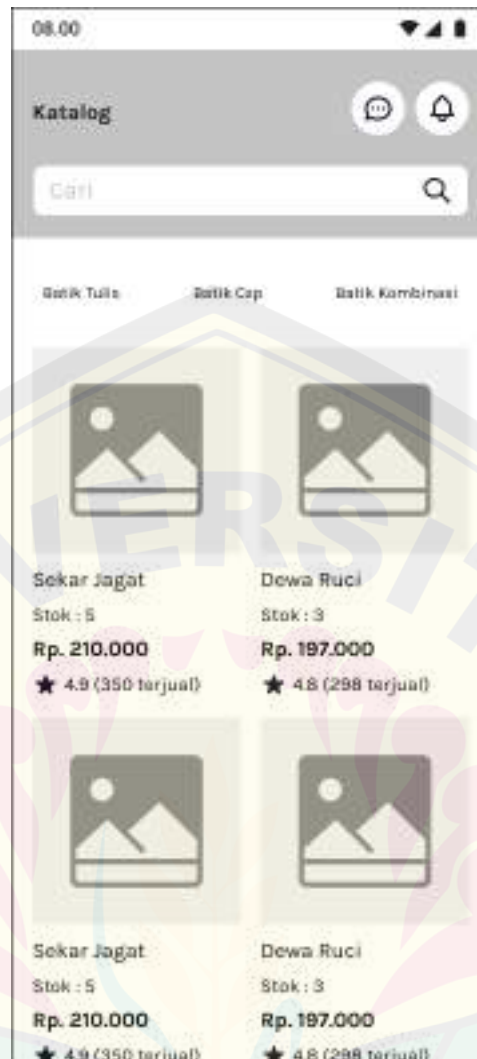 08.00
Katalog
Cari
Batik Tulis Batik Cap Batik Kombinasi
Sekar Jagat Dewa Ruci
Stok : 5 Stok : 3
Rp. 210.000 Rp. 197.000
4.9 (350 terjual) 4.8 (298 terjual)
Sekar Jagat Dewa Ruci
Stok : 5 Stok : 3
Rp. 210.000 Rp. 197.000
4.9 (350 terjual) 4.8 (298 terjual)